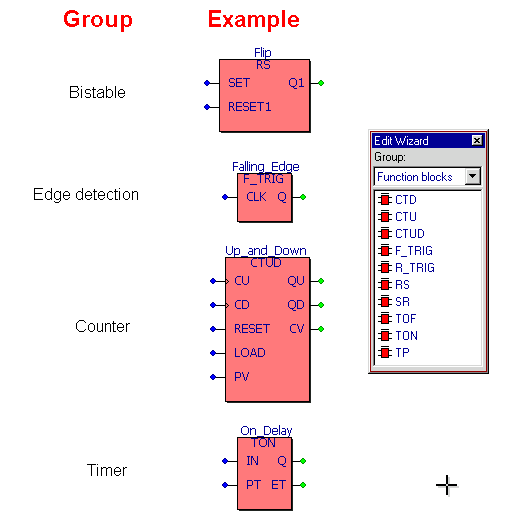 Group Example
Flip
RS
Bistable
SET Q1
RESET1
Edit Wizard
Group:
Function blocks
CTD
CTU
CTUD
F_TRIG
R_TRIG
RS
SR
TOF
TON
TP
Falling_Edge
F_TRIG
Edge detection
CLK Q
Up_and_Down
CTUD
CU QU
CD QD
Counter
RESET CV
LOAD
PV
On_Delay
TON
Timer
IN Q
PT ET